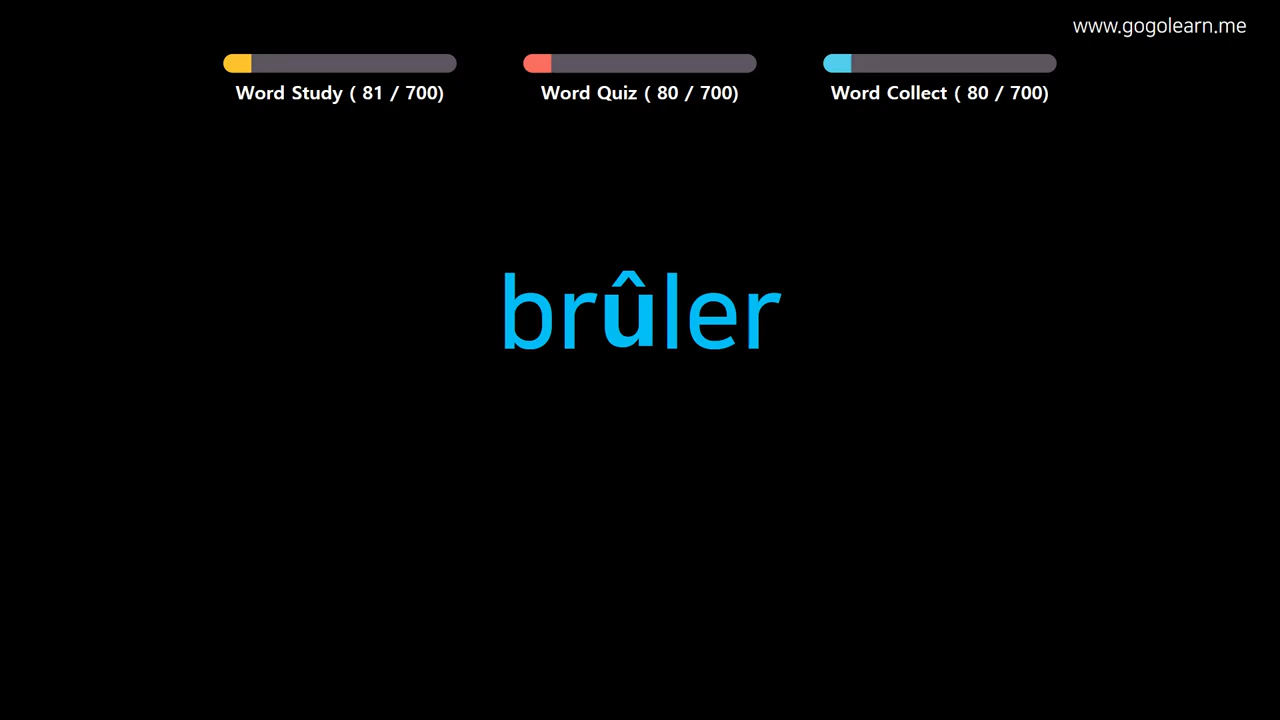 www.gogolearn.me
Word Study ( 81 / 700)
Word Quiz ( 80 / 700)
Word Collect ( 80 / 700)
brûler